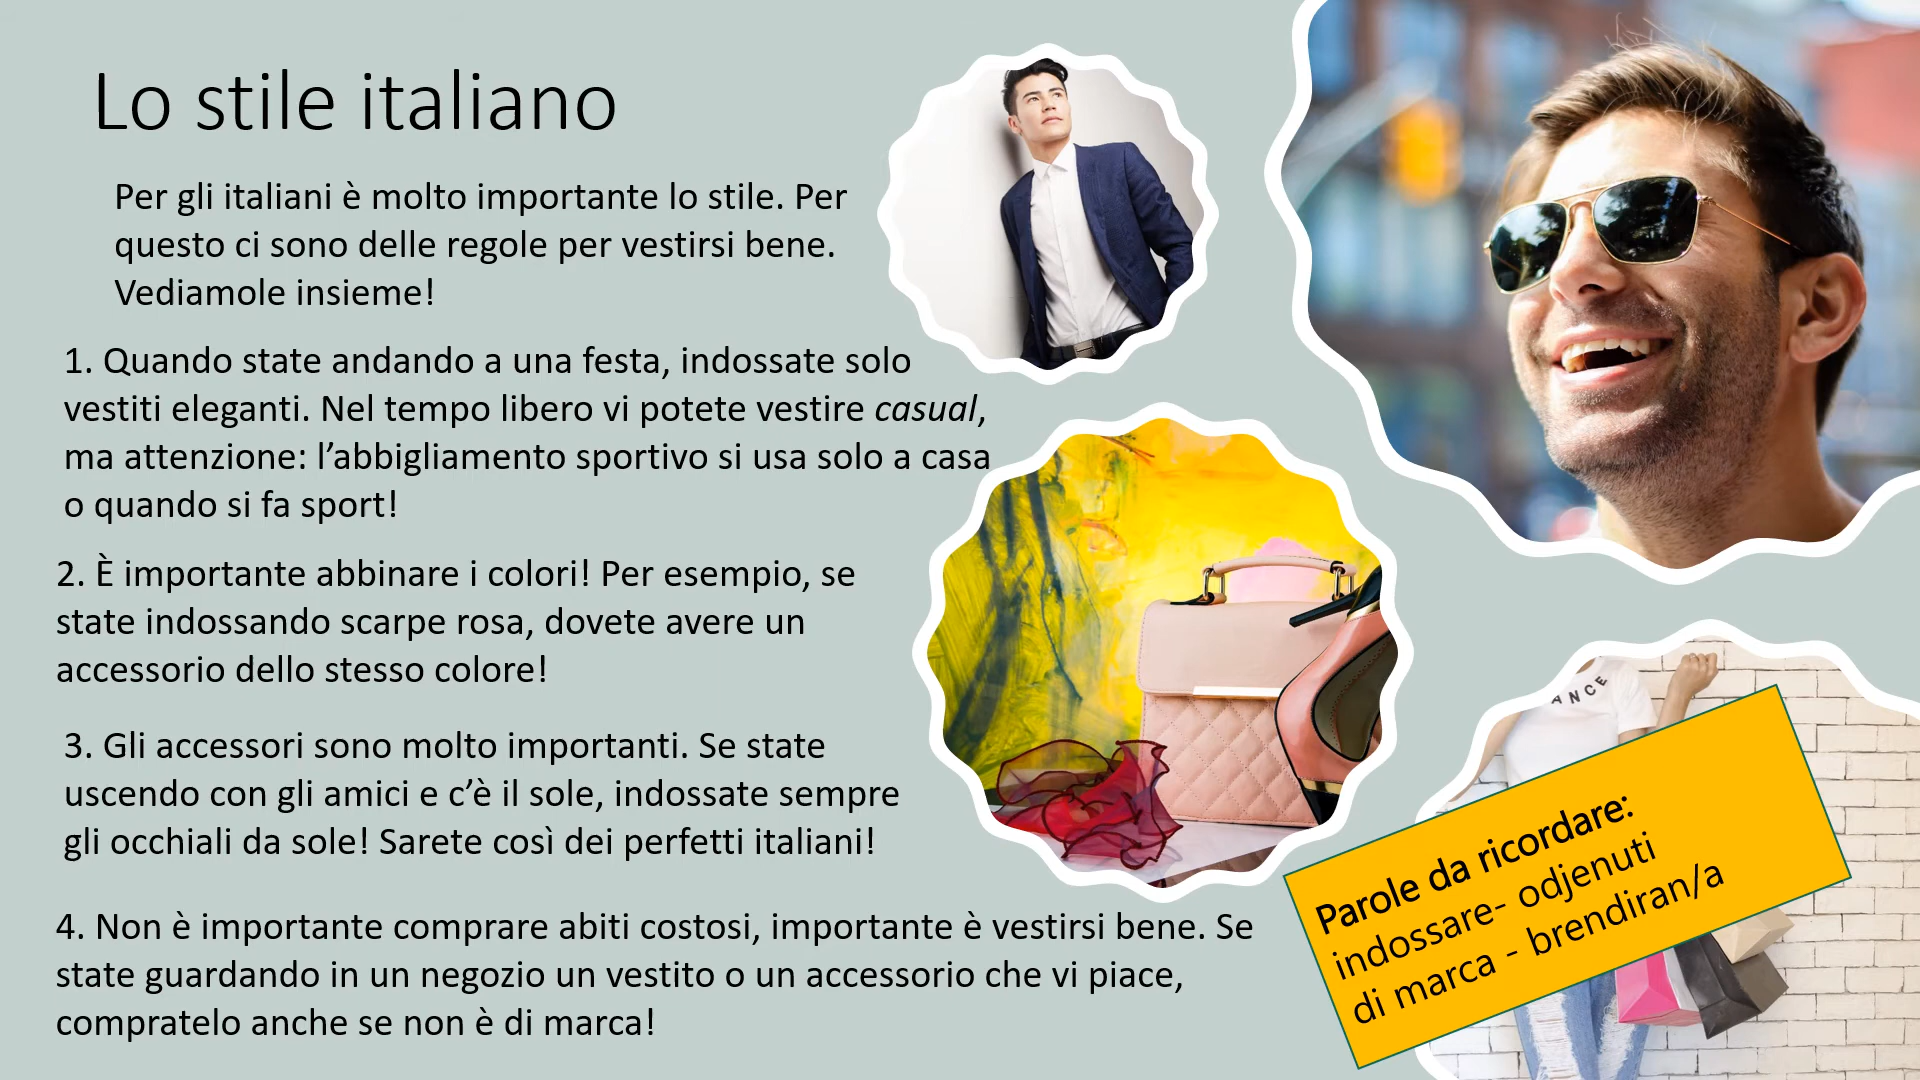 Lo stile italiano
Per gli italiani è molto importante lo stile. Per
questo ci sono delle regole per vestirsi bene.
Vediamole insieme!
1. Quando state andando a una festa, indossate solo
vestiti eleganti. Nel tempo libero vi potete vestire casual,
ma attenzione: l’abbigliamento sportivo si usa solo a casa
o quando si fa sport!
2. È importante abbinare i colori! Per esempio, se
state indossando scarpe rosa, dovete avere un
accessorio dello stesso colore!
3. Gli accessori sono molto importanti. Se state
uscendo con gli amici e c’è il sole, indossate sempre
gli occhiali da sole! Sarete così dei perfetti italiani!
4. Non è importante comprare abiti costosi, importante è vestirsi bene. Se
state guardando in un negozio un vestito o un accessorio che vi piace,
compratelo anche se non è di marca!
ANCE
Parole da ricordare:
indossare- odjenuti
di marca - brendiran/a